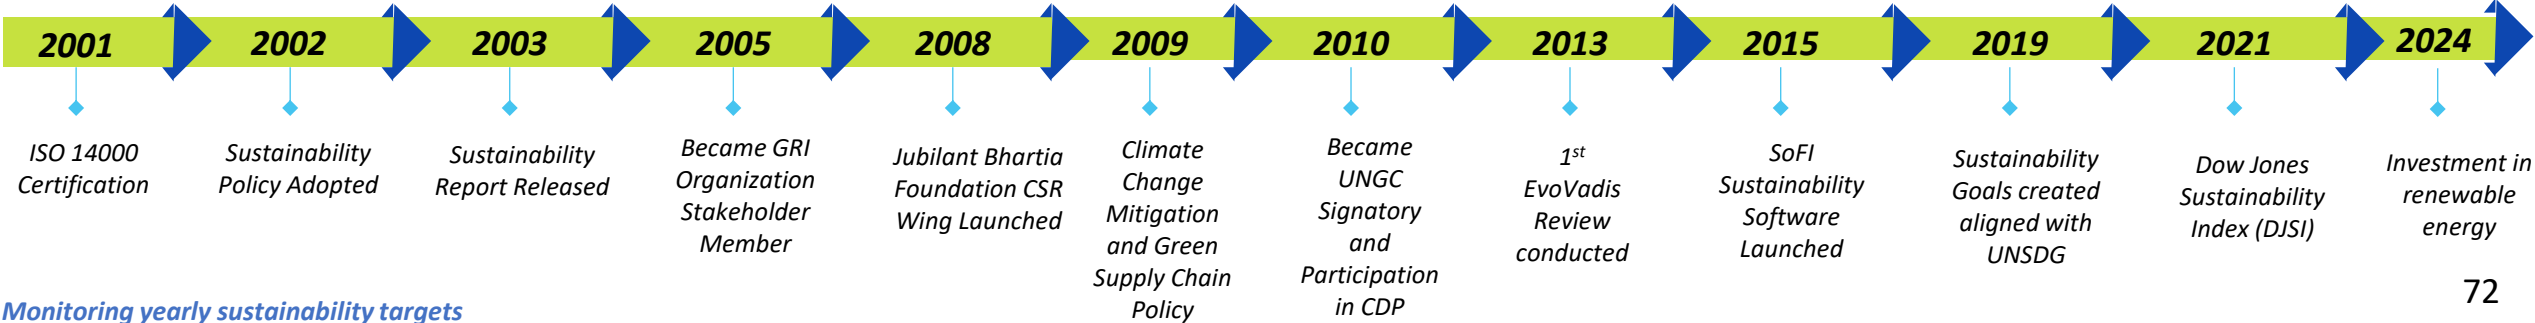 2001
2002
2003
2005
2008
2009
2010
2013
2015
2019
2021
2024
ISO 14000
Certification
Sustainability
Policy Adopted
Sustainability
Report Released
Became GRI
Organization
Stakeholder
Member
Jubilant Bhartia
Foundation CSR
Wing Launched
Climate
Change
Mitigation
and Green
Supply Chain
Policy
Became
UNGC
Signatory
and
Participation
in CDP
1st
EvoVadis
Review
conducted
SoFI
Sustainability
Software
Launched
Sustainability
Goals created
aligned with
UNSDG
Dow Jones
Sustainability
Index (DJSI)
Investment in
renewable
energy
Monitoring yearly sustainability targets
72